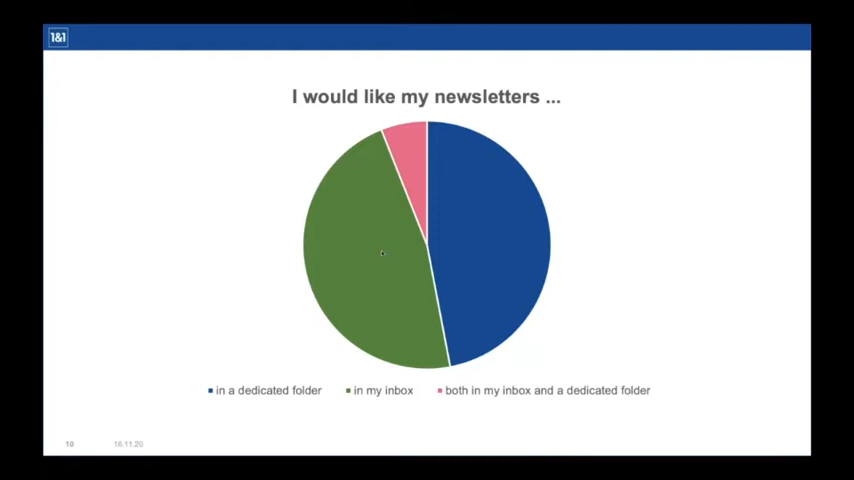 1&1
I would like my newsletters ...
in a dedicated folder in my inbox both in my inbox and a dedicated folder
10 16.11.20